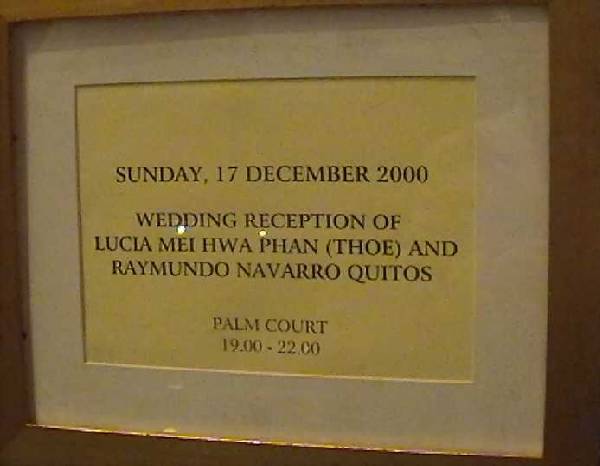 SUNDAY, 17 DECEMBER 2000
WEDDING RECEPTION OF
LUCIA MEI HWA PHAN (THOE) AND
RAYMUNDO NAVARRO QUITOS
PALM COURT
19.00 - 22.00